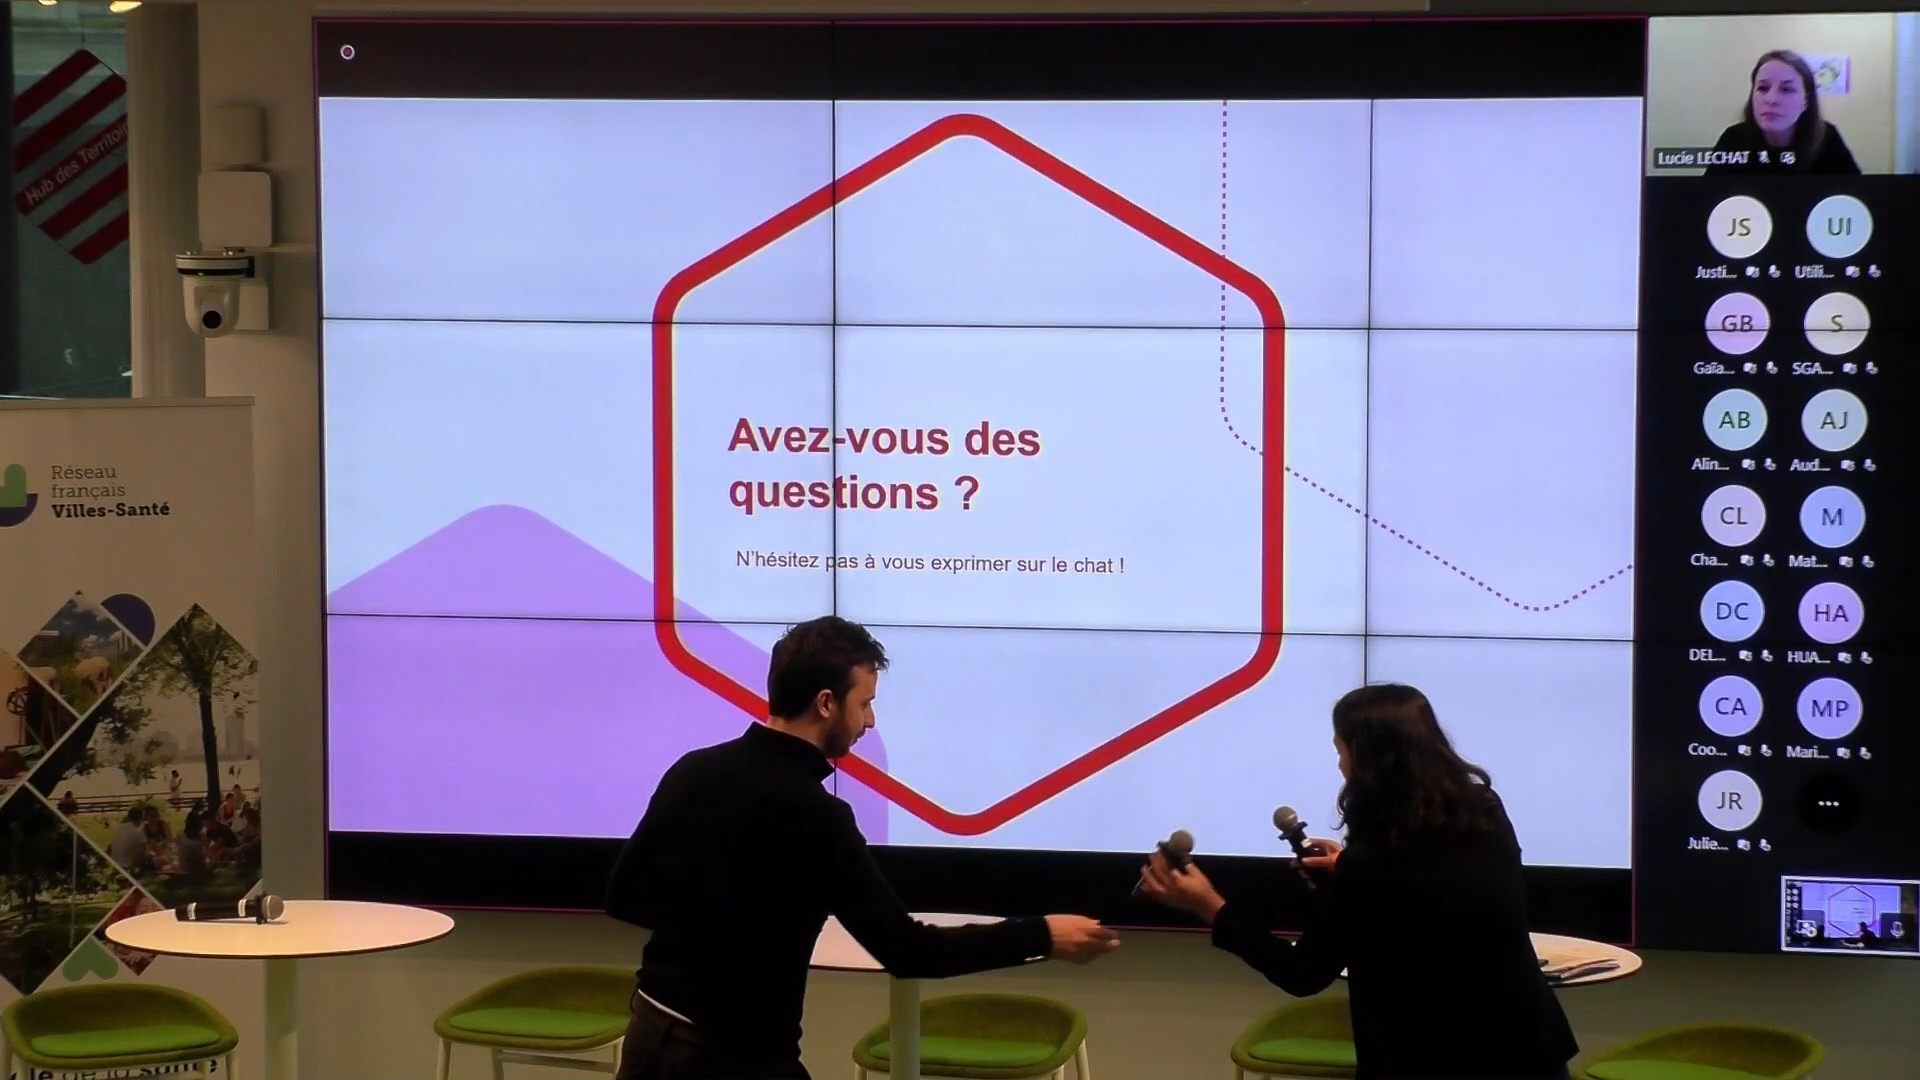 Hub des Territoir
Réseau
français
Villes-Santé
Avez-vous des
questions ?
N'hésitez pas à vous exprimer sur le chat !
Lucie LECHAT
JS
UI
Justi...
Utili...
GB
S
Gaïa...
SGA...
AB
AJ
Alin...
Aud...
CL
M
Cha...
Mat...
DC
HA
DEL...
HUA...
CA
MP
Coo...
Mari...
JR
...
Julie...